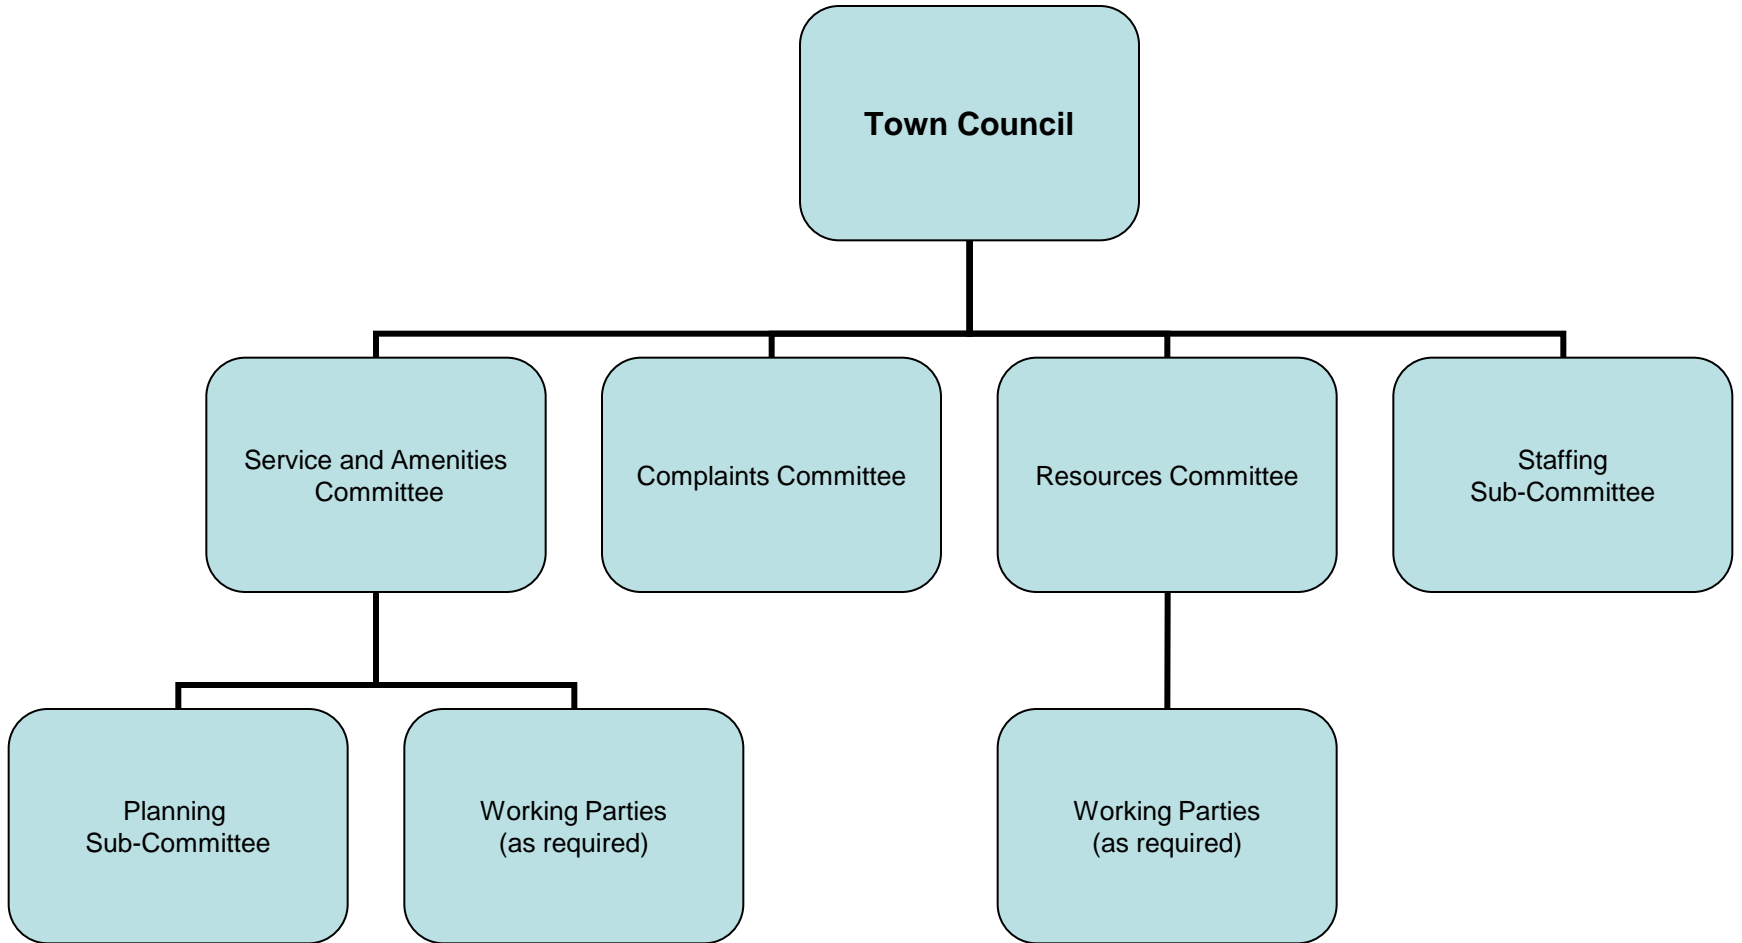 Town Council
Service and Amenities
Committee
Complaints Committee
Resources Committee
Staffing
Sub-Committee
Planning
Sub-Committee
Working Parties
(as required)
Working Parties
(as required)